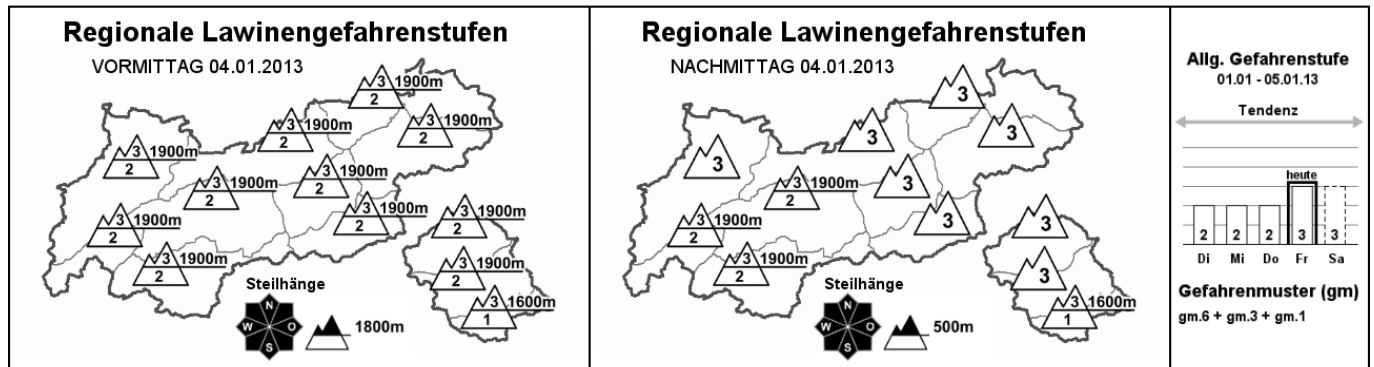 Regionale Lawinengefahrenstufen
VORMITTAG 04.01.2013
3 1900m
2
3 1900m
2
3 1900m
2
3 1900m
2
3 1900m
2
3 1900m
2
3 1900m
2
3 1900m
2
3 1900m
2
3 1900m
2
3 1900m
2
3 1600m
1
Steilhänge
N
W O
S
1800m
Regionale Lawinengefahrenstufen
NACHMITTAG 04.01.2013
3
3
3
3
3
3 1900m
2
3
3
3 1900m
2
3 1900m
2
3
3 1600m
1
Steilhänge
N
W O
S
500m
Allg. Gefahrenstufe
01.01 - 05.01.13
Tendenz
heute
2 2 2 3 3
Di Mi Do Fr Sa
Gefahrenmuster (gm)
gm.6 + gm.3 + gm.1